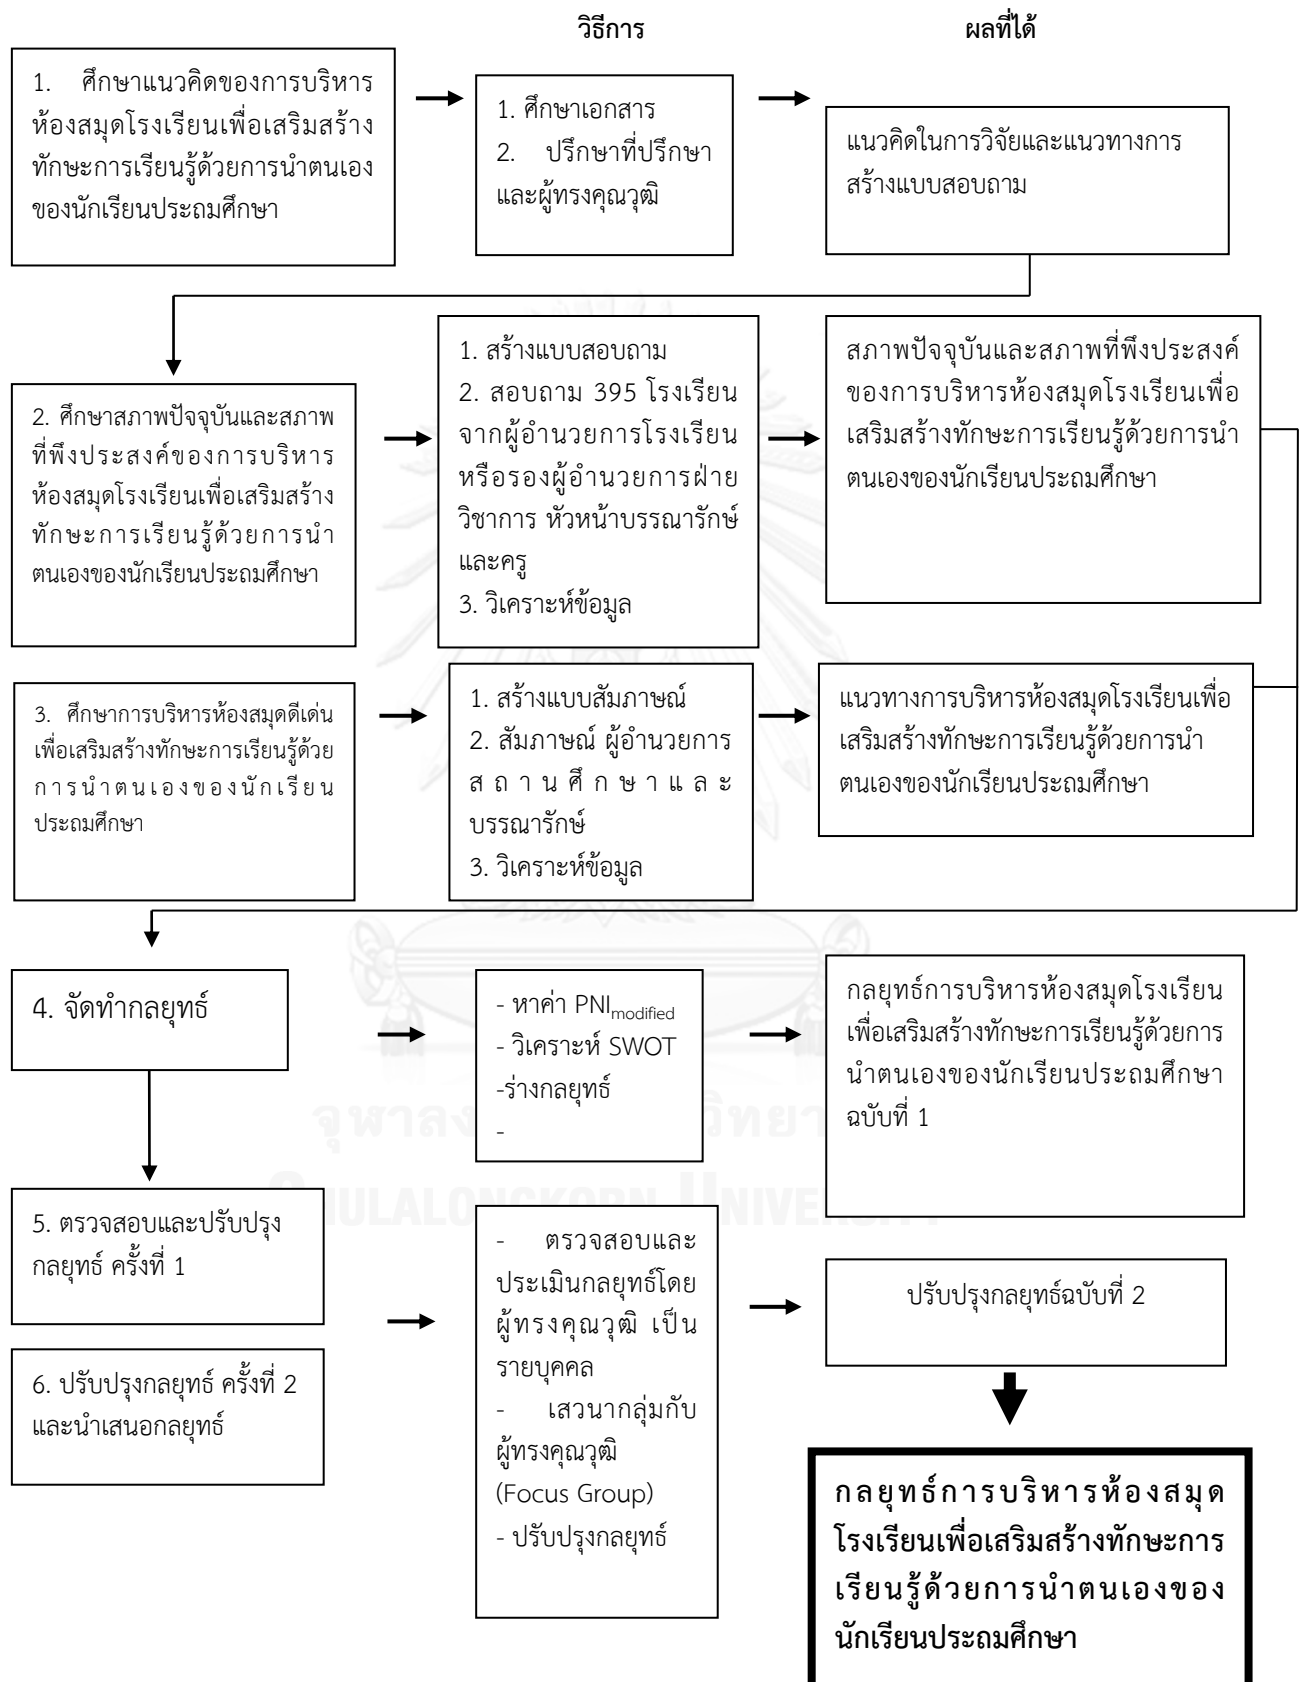 วิธีการ
ผลที่ได้
1. ศึกษาแนวคิดของการบริหาร
ห้องสมุดโรงเรียนเพื่อเสริมสร้าง
ทักษะการเรียนรู้ด้วยการนำตนเอง
ของนักเรียนประถมศึกษา
1. ศึกษาเอกสาร
2. ปรึกษาที่ปรึกษา
และผู้ทรงคุณวุฒิ
แนวคิดในการวิจัยและแนวทางการ
สร้างแบบสอบถาม
2. ศึกษาสภาพปัจจุบันและสภาพ
ที่พึงประสงค์ของการบริหาร
ห้องสมุดโรงเรียนเพื่อเสริมสร้าง
ทักษะการเรียนรู้ด้วยการนำ
ตนเองของนักเรียนประถมศึกษา
1. สร้างแบบสอบถาม
2. สอบถาม 395 โรงเรียน
จากผู้อำนวยการโรงเรียน
หรือรองผู้อำนวยการฝ่าย
วิชาการ หัวหน้าบรรณารักษ์
และครู
3. วิเคราะห์ข้อมูล
สภาพปัจจุบันและสภาพที่พึงประสงค์
ของการบริหารห้องสมุดโรงเรียนเพื่อ
เสริมสร้างทักษะการเรียนรู้ด้วยการนำ
ตนเองของนักเรียนประถมศึกษา
3. ศึกษาการบริหารห้องสมุดดีเด่น
เพื่อเสริมสร้างทักษะการเรียนรู้ด้วย
การนำตนเองของนักเรียน
ประถมศึกษา
1. สร้างแบบสัมภาษณ์
2. สัมภาษณ์ ผู้อำนวยการ
สถานศึกษาและ
บรรณารักษ์
3. วิเคราะห์ข้อมูล
แนวทางการบริหารห้องสมุดโรงเรียนเพื่อ
เสริมสร้างทักษะการเรียนรู้ด้วยการนำ
ตนเองของนักเรียนประถมศึกษา
4. จัดทำกลยุทธ์
- หาค่า PNImodified
- วิเคราะห์ SWOT
-ร่างกลยุทธ์
-
กลยุทธ์การบริหารห้องสมุดโรงเรียน
เพื่อเสริมสร้างทักษะการเรียนรู้ด้วยการ
นำตนเองของนักเรียนประถมศึกษา
ฉบับที่ 1
5. ตรวจสอบและปรับปรุง
กลยุทธ์ ครั้งที่ 1
6. ปรับปรุงกลยุทธ์ ครั้งที่ 2
และนำเสนอกลยุทธ์
- ตรวจสอบและ
ประเมินกลยุทธ์โดย
ผู้ทรงคุณวุฒิ เป็น
รายบุคคล
- เสวนากลุ่มกับ
ผู้ทรงคุณวุฒิ
(Focus Group)
- ปรับปรุงกลยุทธ์
ปรับปรุงกลยุทธ์ฉบับที่ 2
กลยุทธ์การบริหารห้องสมุด
โรงเรียนเพื่อเสริมสร้างทักษะการ
เรียนรู้ด้วยการนำตนเองของ
นักเรียนประถมศึกษา